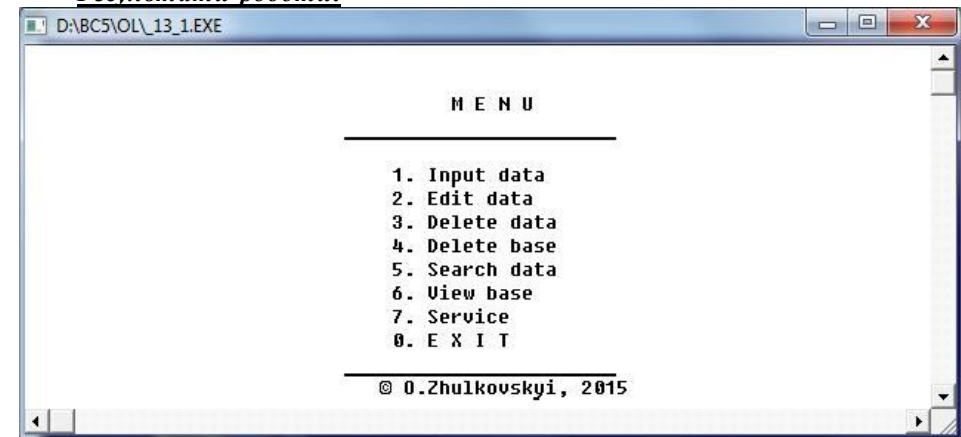 D:\BC5\OL\_13_1.EXE
M E N U
1. Input data
2. Edit data
3. Delete data
4. Delete base
5. Search data
6. View base
7. Service
0. E X I T
© O.Zhulkovskyi, 2015